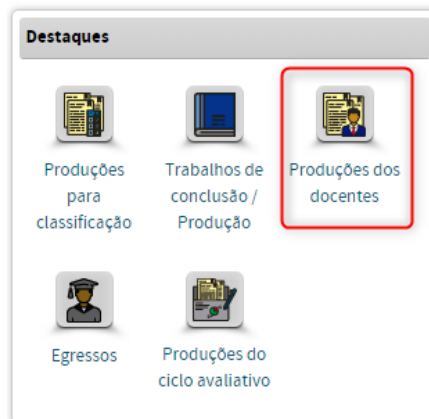 Destaques
Produções
para
classificação
Trabalhos de
conclusão /
Produção
Produções dos
docentes
Egressos
Produções do
ciclo avaliativo